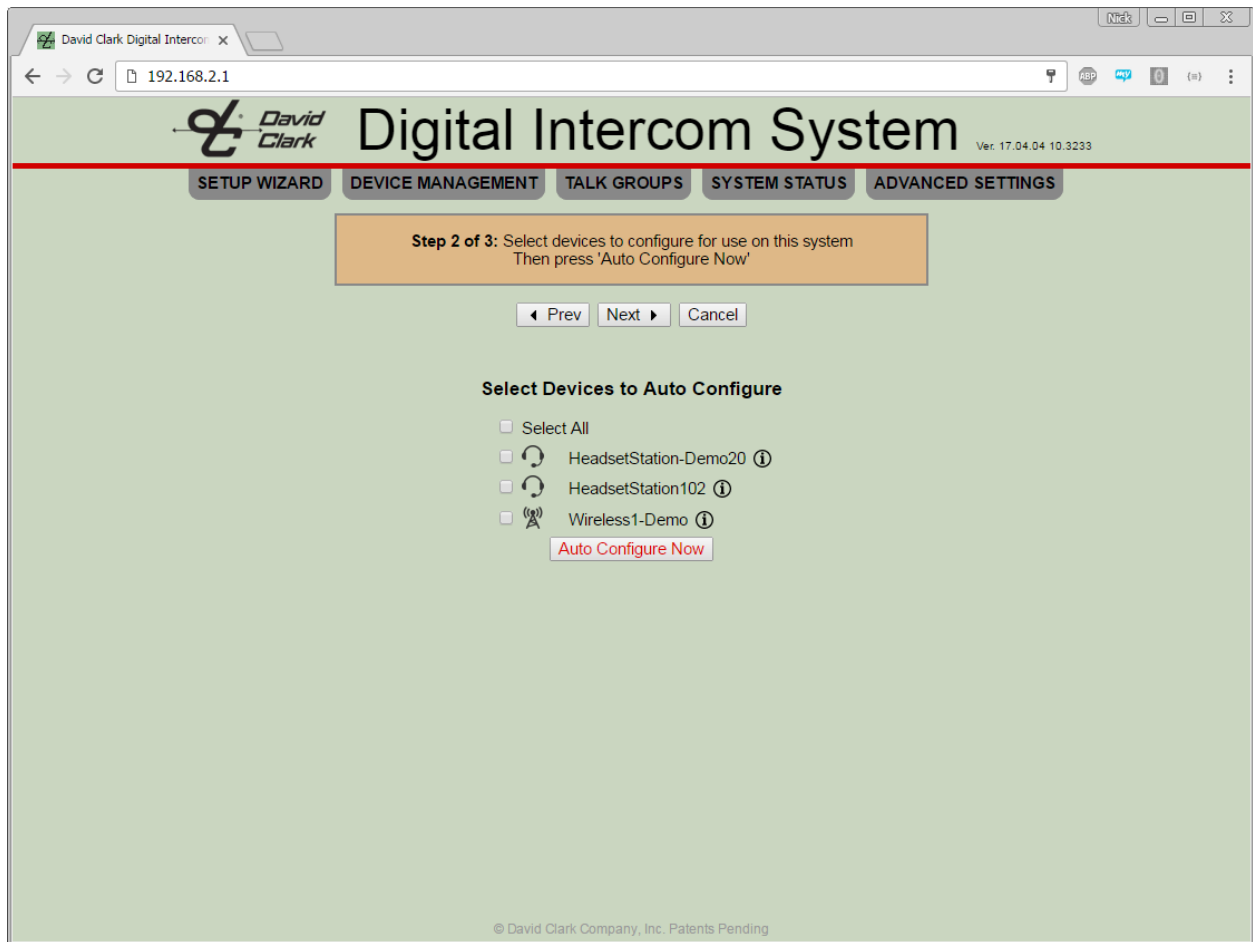 Nick
David Clark Digital Intercor
192.168.2.1
ABP
my
David
Clark
Digital Intercom System
Ver. 17.04.04 10.3233
SETUP WIZARD DEVICE MANAGEMENT TALK GROUPS SYSTEM STATUS ADVANCED SETTINGS
Step 2 of 3: Select devices to configure for use on this system
Then press 'Auto Configure Now'
Prev Next Cancel
Select Devices to Auto Configure
Select All
HeadsetStation-Demo20
HeadsetStation102
Wireless1-Demo
Auto Configure Now
© David Clark Company, Inc. Patents Pending